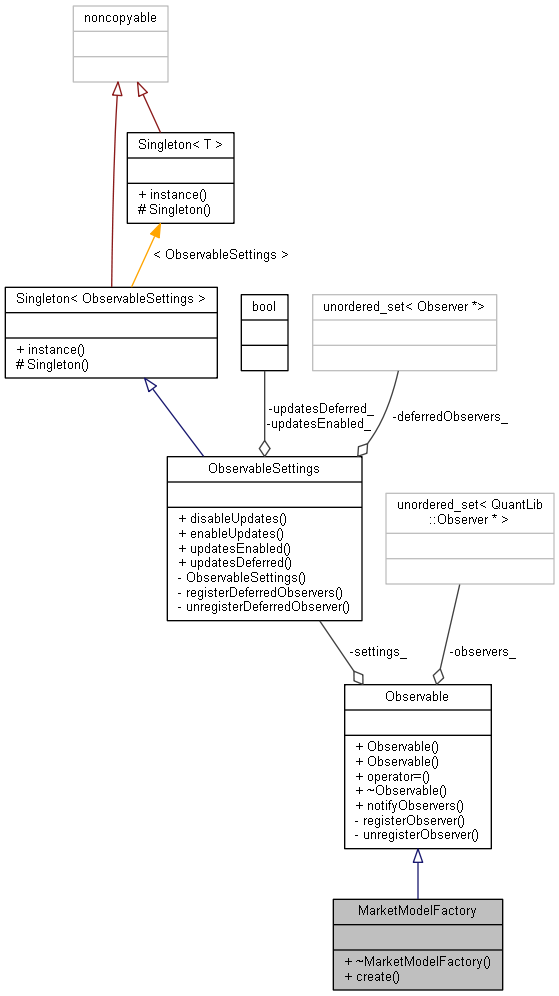 noncopyable
Singleton< T >
+ instance()
# Singleton()
< ObservableSettings >
Singleton< ObservableSettings >
+ instance()
# Singleton()
bool
unordered_set< Observer *>
-updatesDeferred_
-updatesEnabled_
-deferredObservers_
ObservableSettings
+ disableUpdates()
+ enableUpdates()
+ updatesEnabled()
+ updatesDeferred()
- ObservableSettings()
- registerDeferredObservers()
- unregisterDeferredObserver()
unordered_set< QuantLib
::Observer * >
-settings_
-observers_
Observable
+ Observable()
+ Observable()
+ operator=()
+ ~Observable()
+ notifyObservers()
- registerObserver()
- unregisterObserver()
MarketModelFactory
+ ~MarketModelFactory()
+ create()